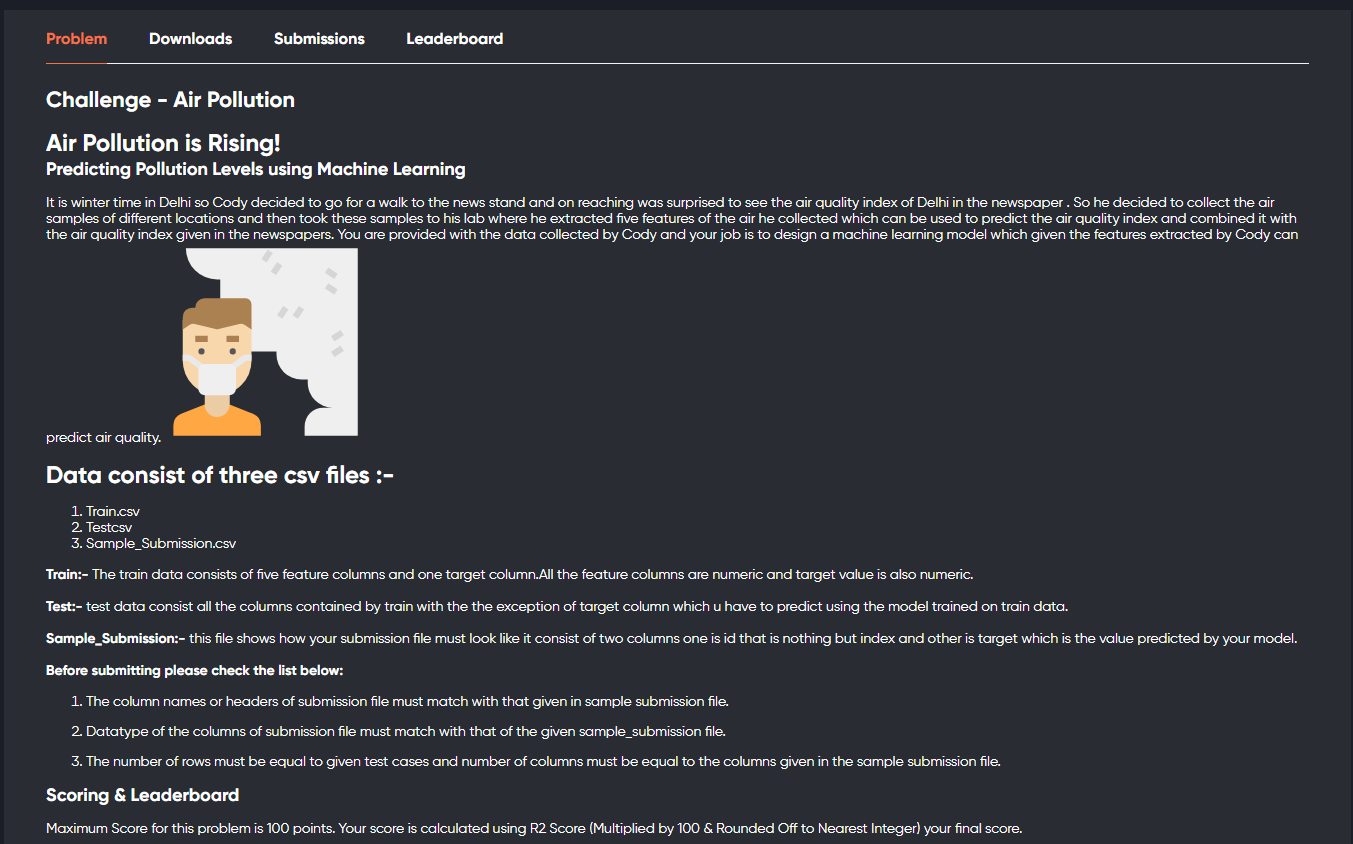 Problem Downloads Submissions Leaderboard
Challenge - Air Pollution
Air Pollution is Rising!
Predicting Pollution Levels using Machine Learning
It is winter time in Delhi so Cody decided to go for a walk to the news stand and on reaching was surprised to see the air quality index of Delhi in the newspaper . So he decided to collect the air
samples of different locations and then took these samples to his lab where he extracted five features of the air he collected which can be used to predict the air quality index and combined it with
the air quality index given in the newspapers. You are provided with the data collected by Cody and your job is to design a machine learning model which given the features extracted by Cody can
predict air quality.
Data consist of three csv files :-
1. Train.csv
2. Testcsv
3. Sample_Submission.csv
Train:- The train data consists of five feature columns and one target column.All the feature columns are numeric and target value is also numeric.
Test:- test data consist all the columns contained by train with the the exception of target column which u have to predict using the model trained on train data.
Sample_Submission:- this file shows how your submission file must look like it consist of two columns one is id that is nothing but index and other is target which is the value predicted by your model.
Before submitting please check the list below:
1. The column names or headers of submission file must match with that given in sample submission file.
2. Datatype of the columns of submission file must match with that of the given sample_submission file.
3. The number of rows must be equal to given test cases and number of columns must be equal to the columns given in the sample submission file.
Scoring & Leaderboard
Maximum Score for this problem is 100 points. Your score is calculated using R2 Score (Multiplied by 100 & Rounded Off to Nearest Integer) your final score.